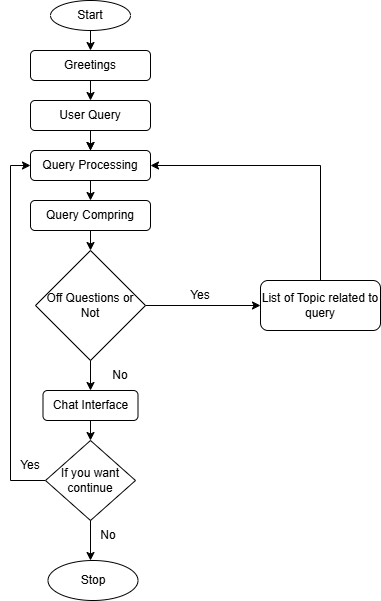 Start
Greetings
User Query
Query Processing
Query Compring
Off Questions or
Not
Yes
List of Topic related to
query
No
Chat Interface
Yes
If you want
continue
No
Stop